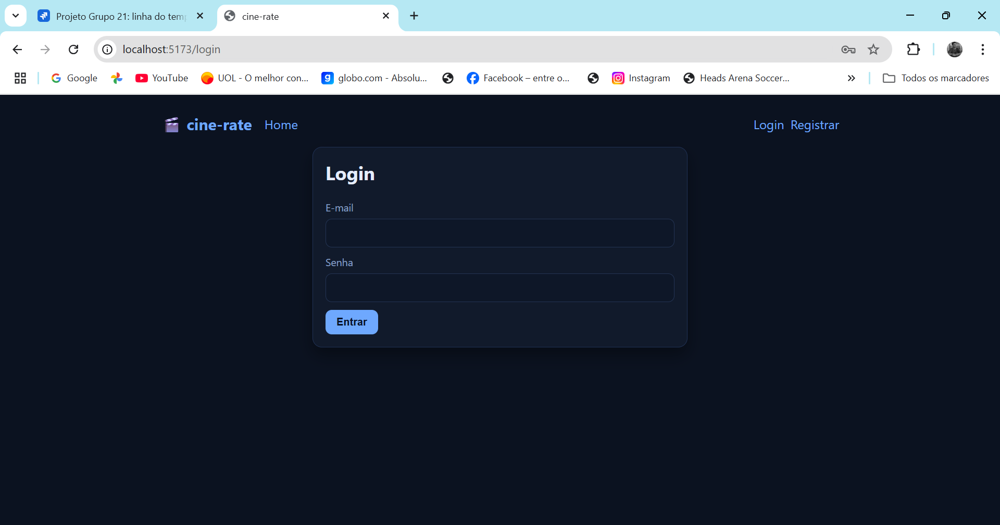 Projeto Grupo 21: linha do tem
cine-rate
localhost:5173/login
Google
YouTube
UOL - O melhor con...
globo.com - Absolu...
Facebook – entre o...
Instagram
Heads Arena Soccer...
Todos os marcadores
cine-rate
Home
Login
Registrar
Login
E-mail
Senha
Entrar